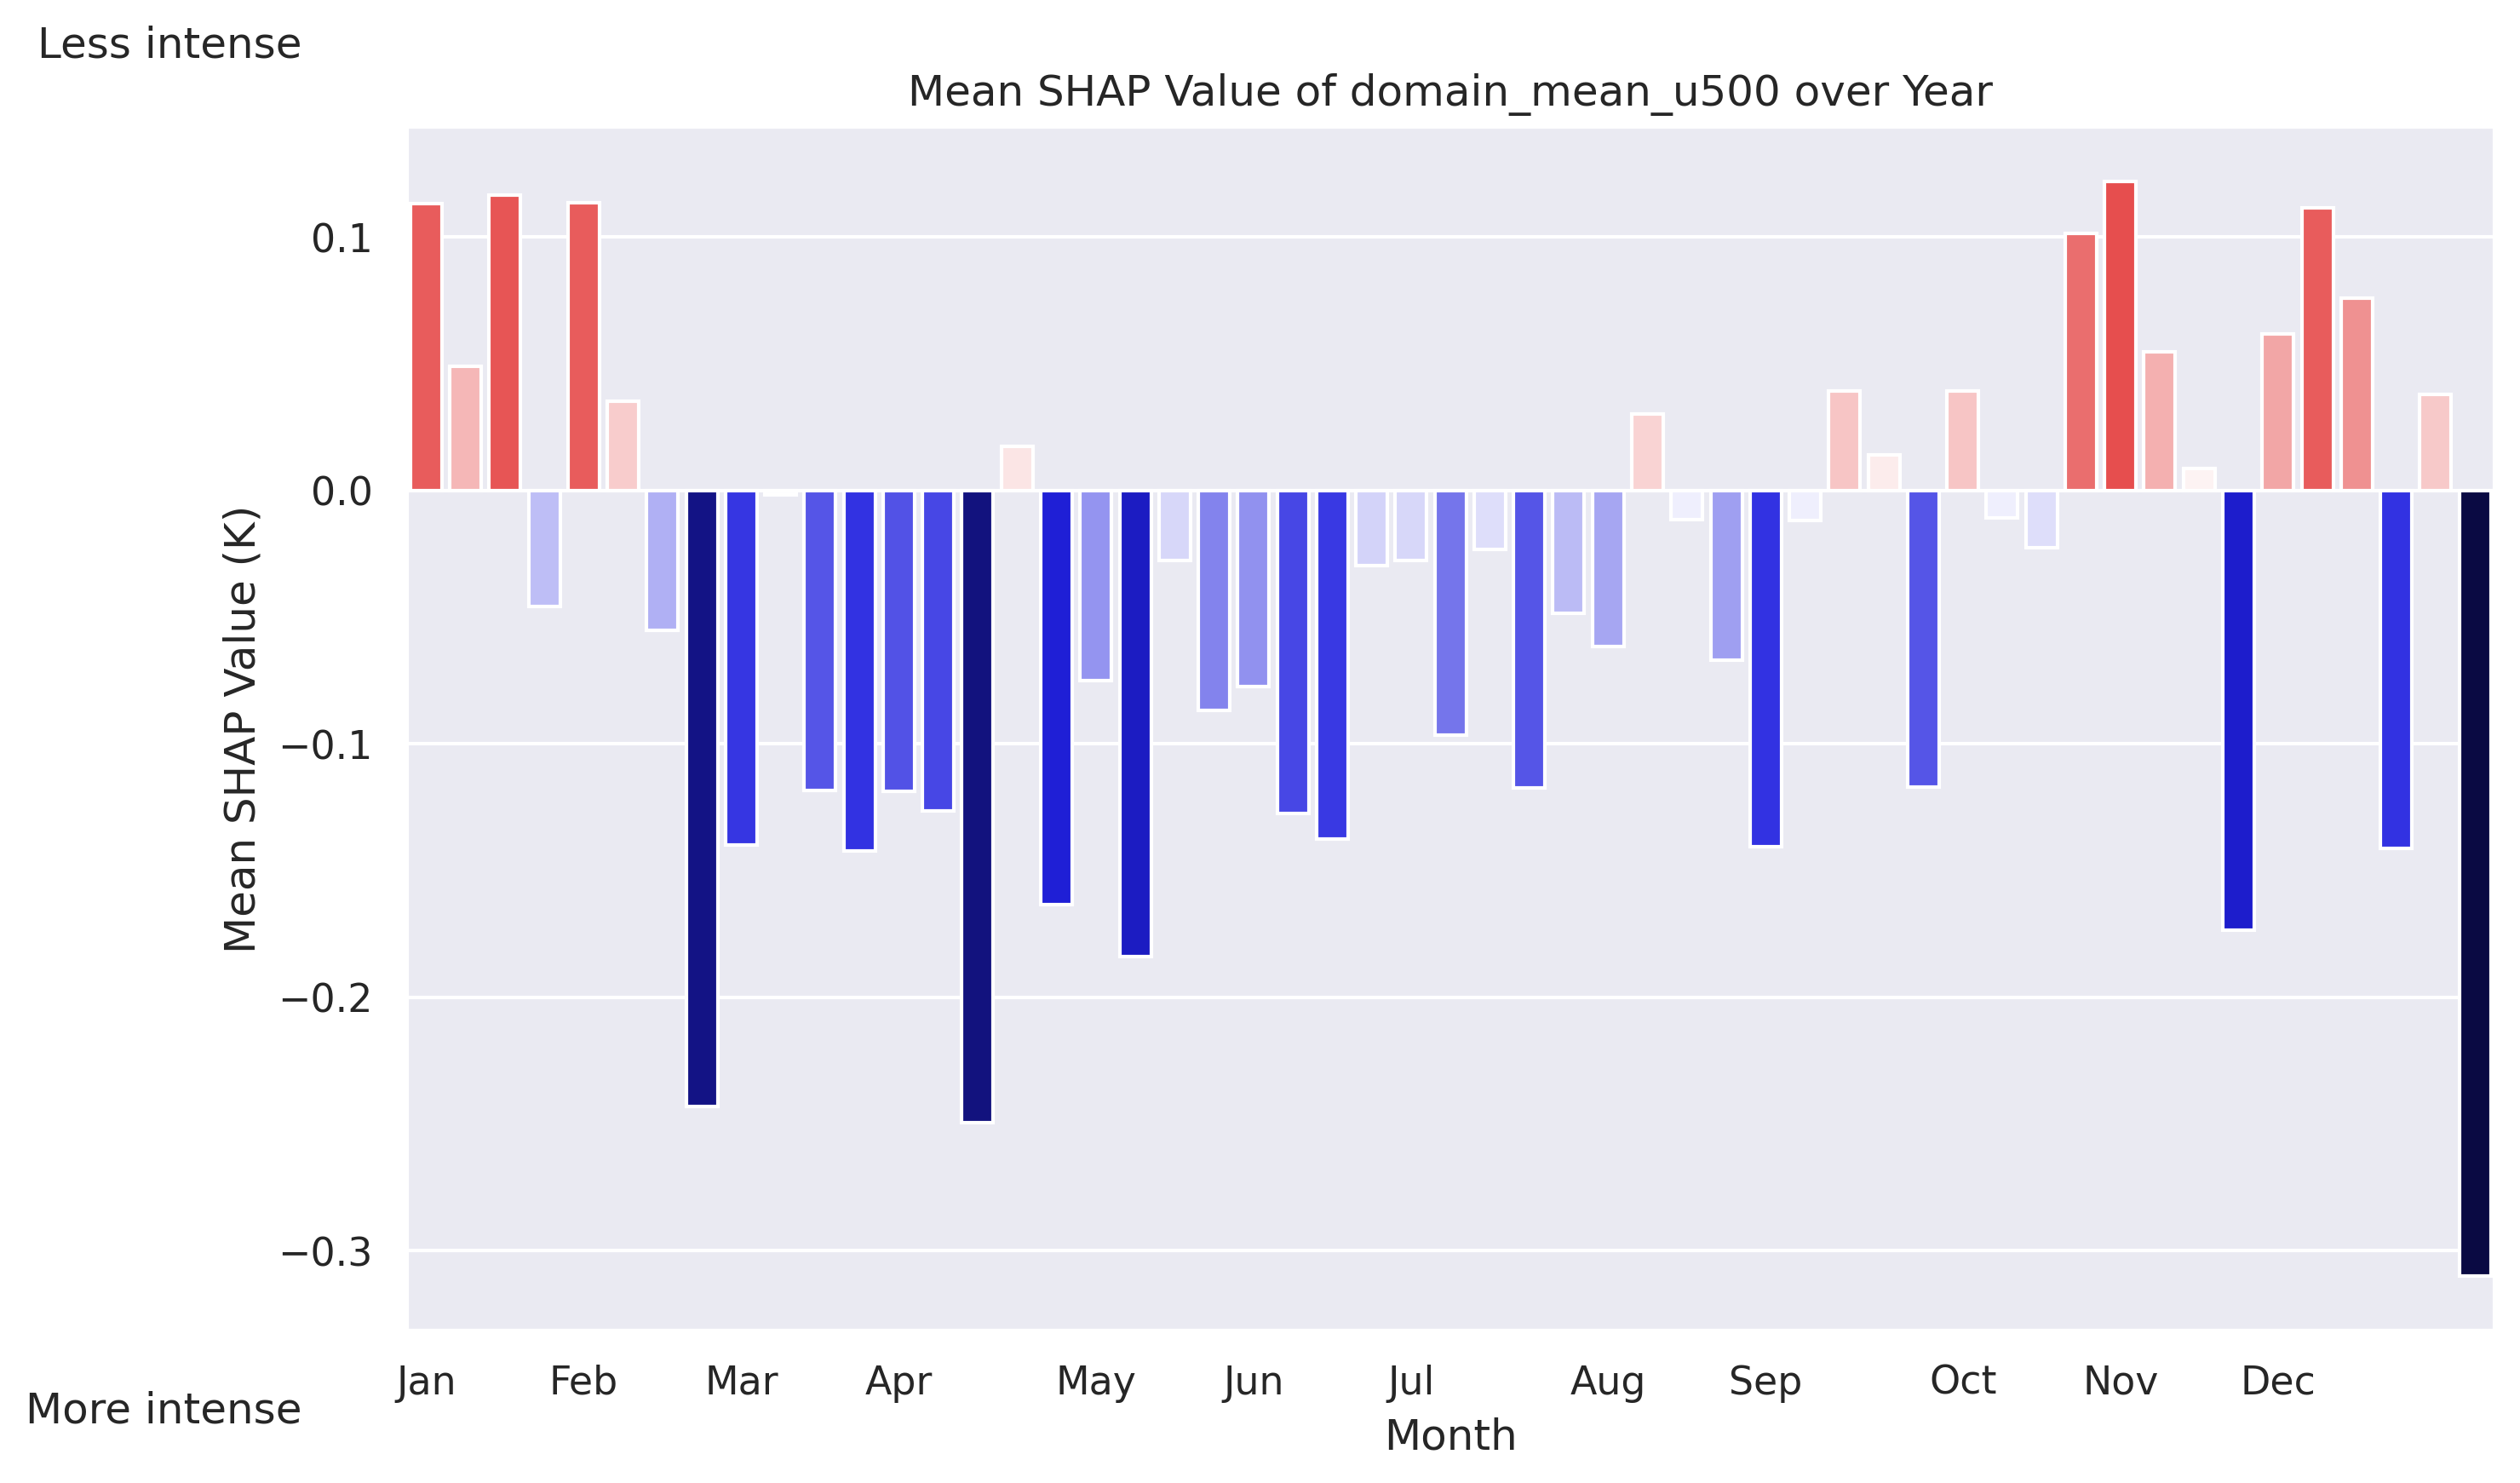 Less intense
Mean SHAP Value of domain_mean_u500 over Year
0.1
0.0
−0.1
−0.2
−0.3
Mean SHAP Value (K)
Jan Feb Mar Apr May Jun Jul Aug Sep Oct Nov Dec
More intense
Month